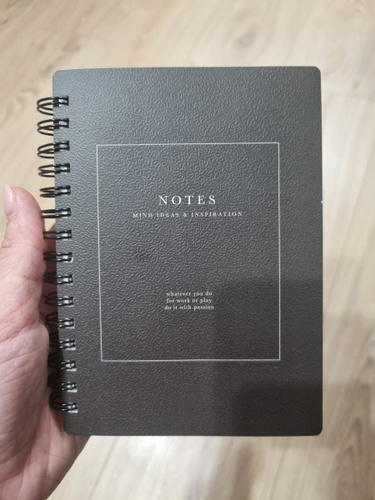 NOTES
MIND IDEAS & INSPIRATION
whatever you do
for work or play
do it with passion